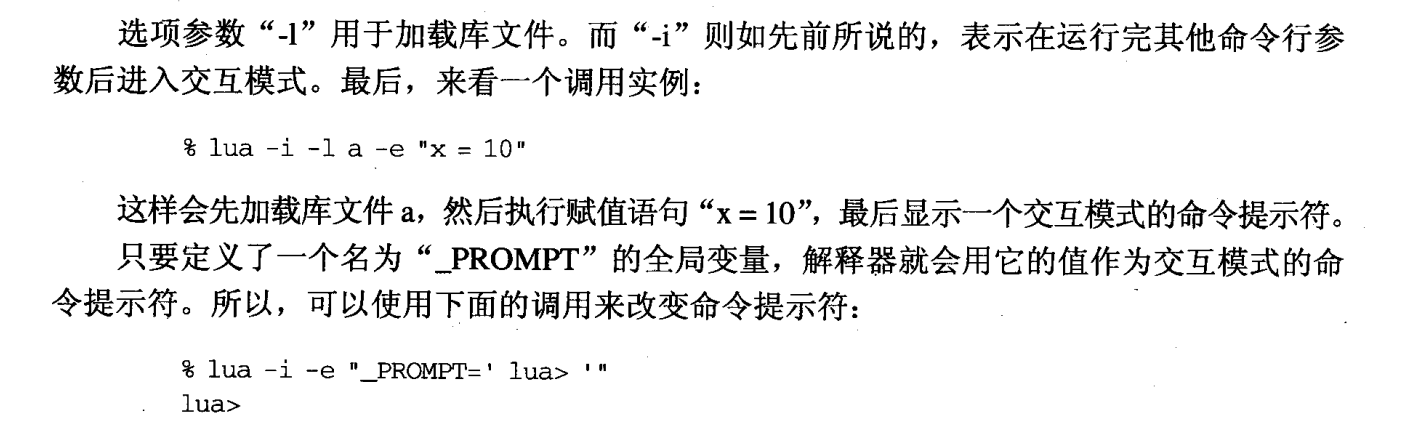 选项参数“-l”用于加载库文件。而“-i”则如先前所说的，表示在运行完其他命令行参
数后进入交互模式。最后，来看一个调用实例：
% lua -i -l a -e "x = 10"
这样会先加载库文件 a，然后执行赋值语句“x = 10”，最后显示一个交互模式的命令提示符。
只要定义了一个名为“_PROMPT”的全局变量，解释器就会用它的值作为交互模式的命
令提示符。所以，可以使用下面的调用来改变命令提示符：
% lua -i -e "_PROMPT=' lua> '"
lua>